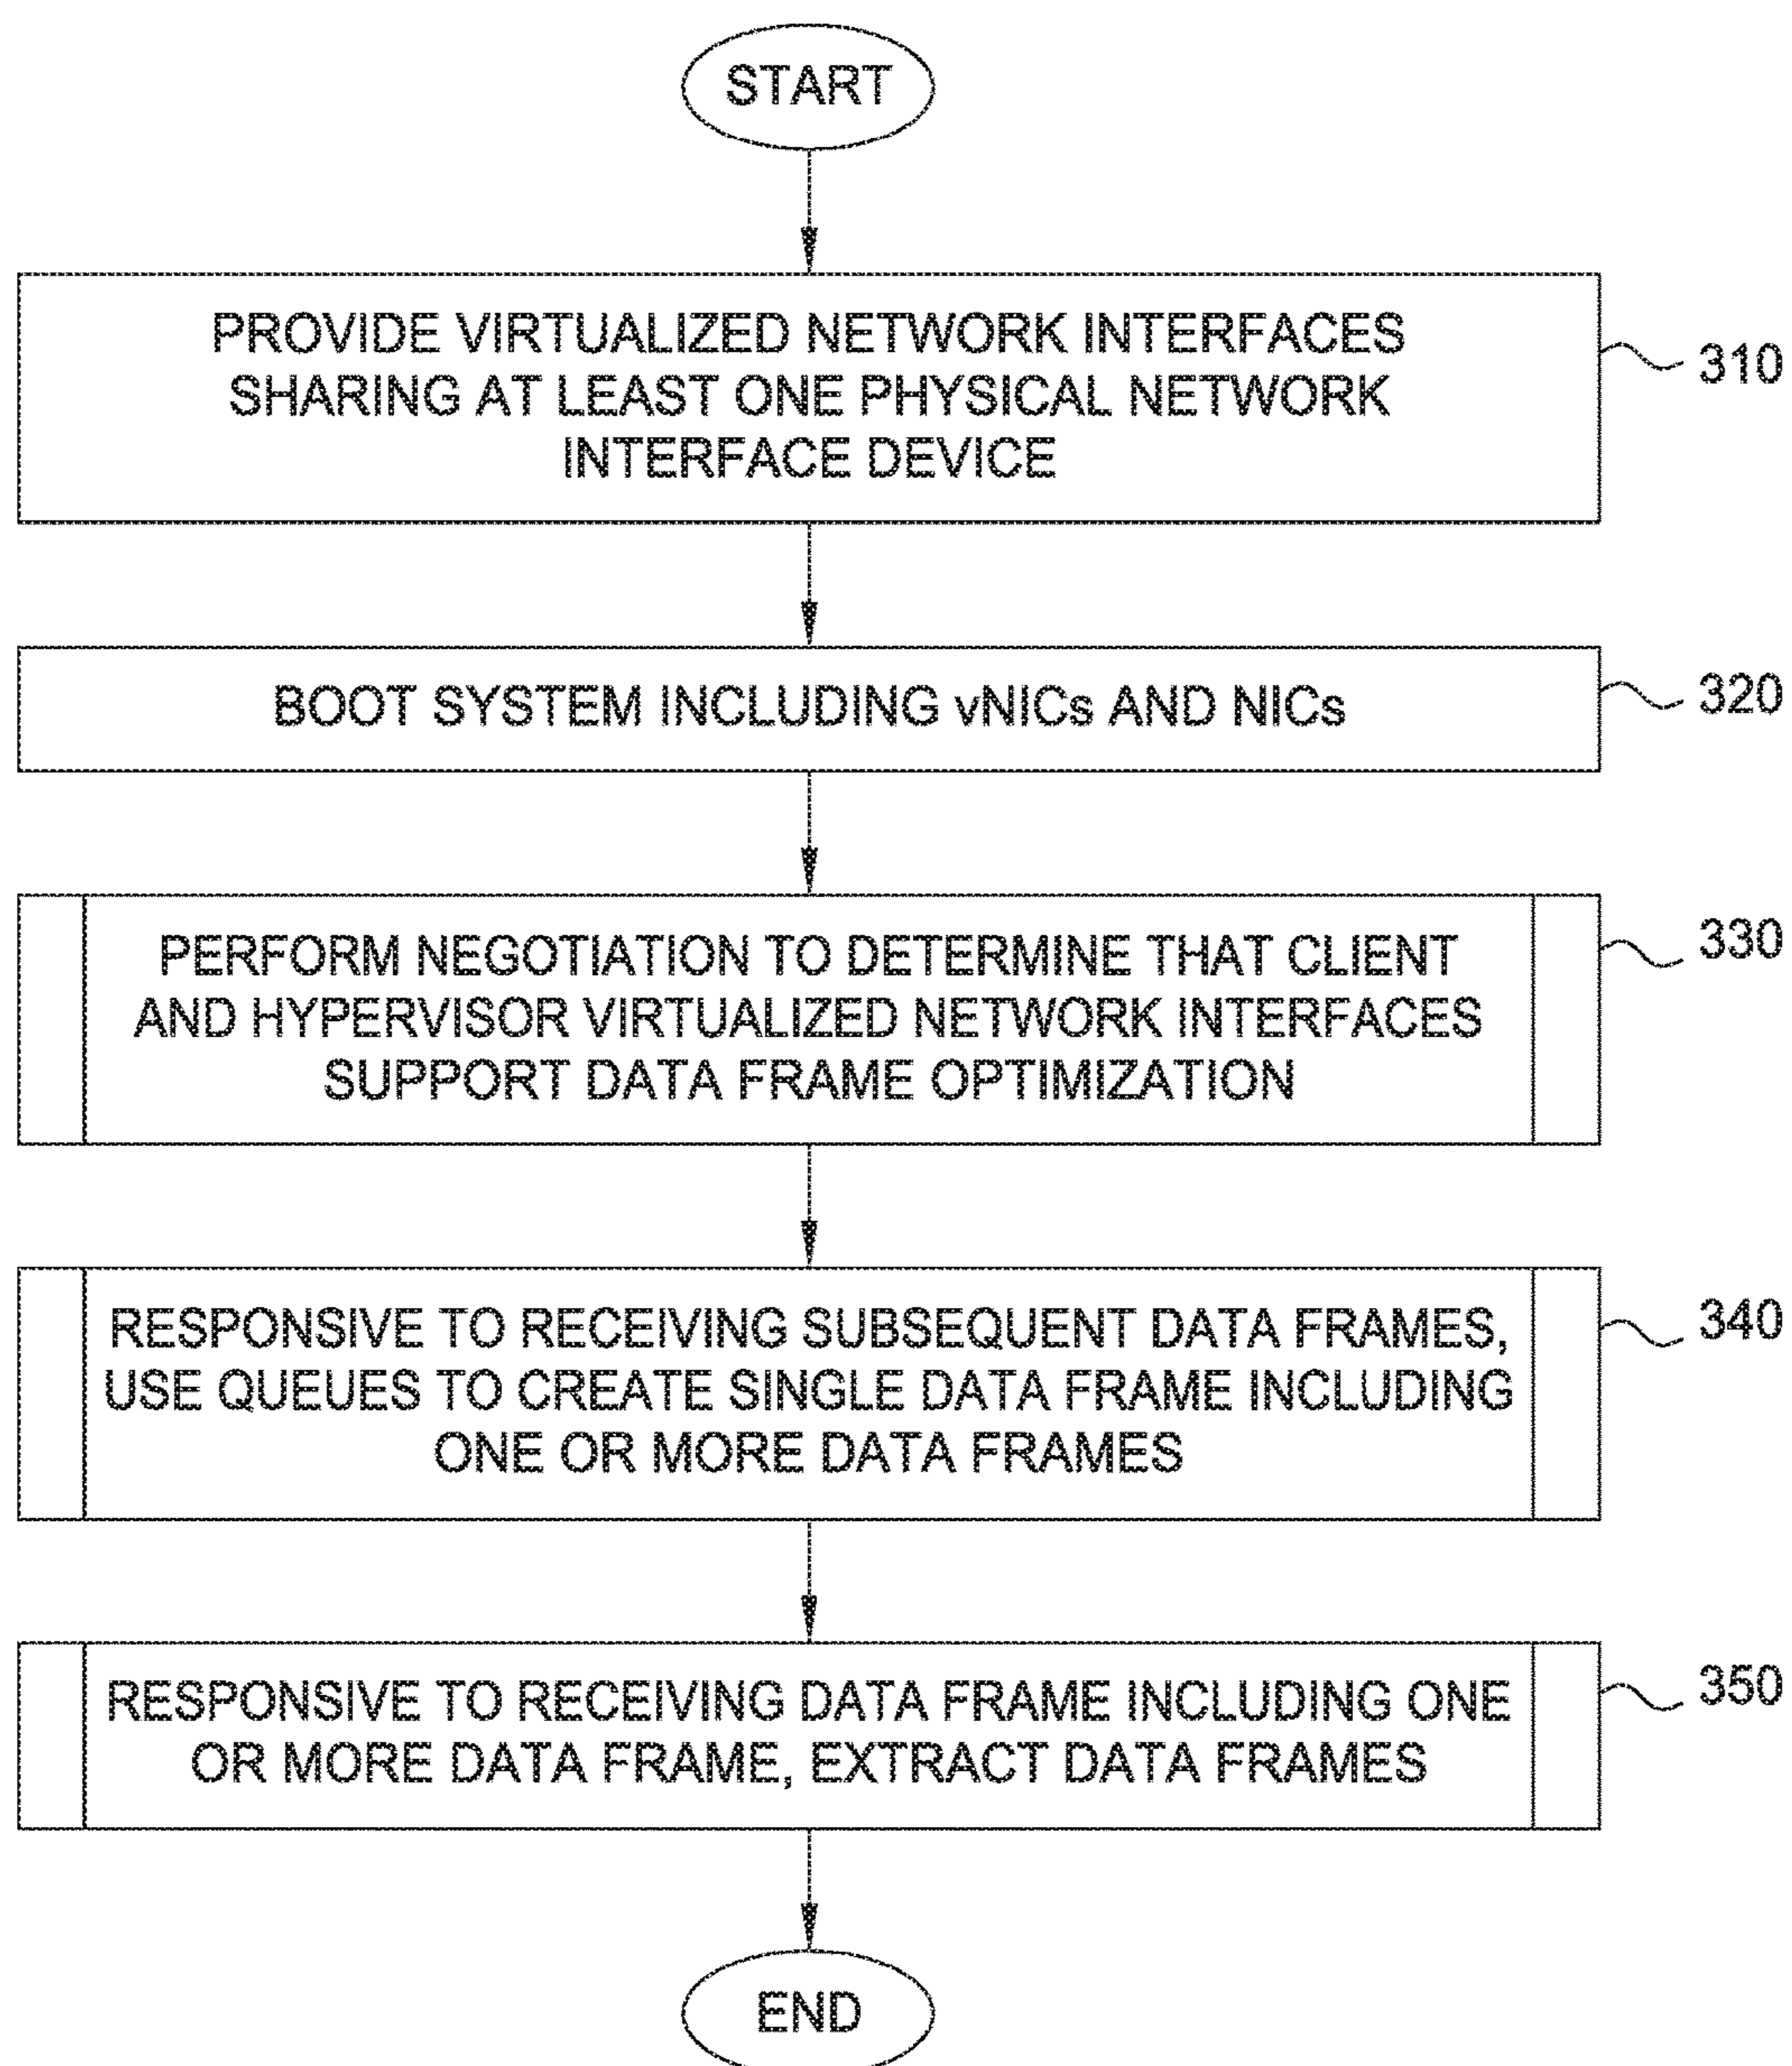 START
PROVIDE VIRTUALIZED NETWORK INTERFACES
SHARING AT LEAST ONE PHYSICAL NETWORK
INTERFACE DEVICE
310
BOOT SYSTEM INCLUDING vNICs AND NICs
320
PERFORM NEGOTIATION TO DETERMINE THAT CLIENT
AND HYPERVISOR VIRTUALIZED NETWORK INTERFACES
SUPPORT DATA FRAME OPTIMIZATION
330
RESPONSIVE TO RECEIVING SUBSEQUENT DATA FRAMES,
USE QUEUES TO CREATE SINGLE DATA FRAME INCLUDING
ONE OR MORE DATA FRAMES
340
RESPONSIVE TO RECEIVING DATA FRAME INCLUDING ONE
OR MORE DATA FRAME, EXTRACT DATA FRAMES
350
END